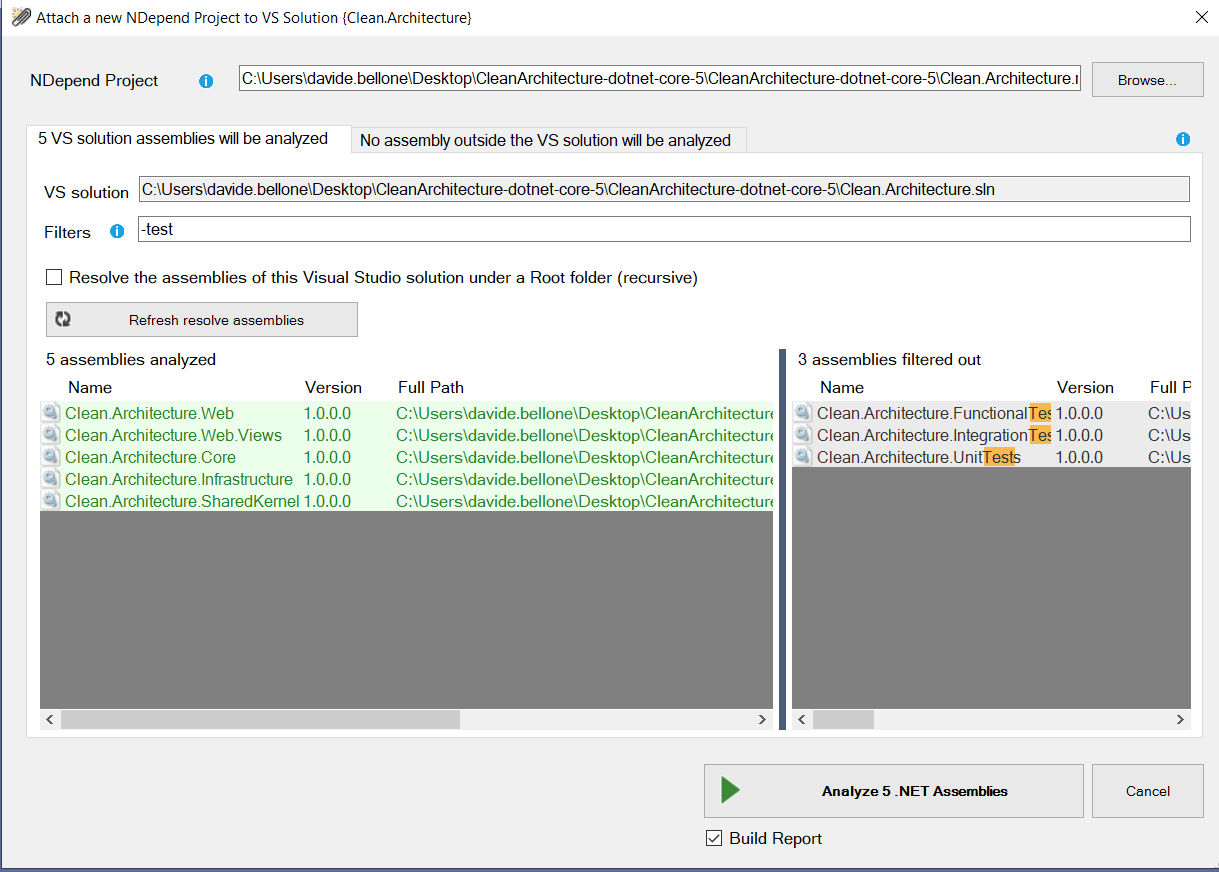 Attach a new NDepend Project to VS Solution {Clean.Architecture}
NDepend Project C:\Users\davide.bellone\Desktop\CleanArchitecture-dotnet-core-5\CleanArchitecture-dotnet-core-5\Clean.Architecture. Browse...
5 VS solution assemblies will be analyzed No assembly outside the VS solution will be analyzed
VS solution C:\Users\davide.bellone\Desktop\CleanArchitecture-dotnet-core-5\CleanArchitecture-dotnet-core-5\Clean.Architecture.sln
Filters -test
Resolve the assemblies of this Visual Studio solution under a Root folder (recursive)
Refresh resolve assemblies
5 assemblies analyzed
Name Version Full Path
Clean.Architecture.Web 1.0.0.0 C:\Users\davide.bellone\Desktop\CleanArchitecture
Clean.Architecture.Web.Views 1.0.0.0 C:\Users\davide.bellone\Desktop\CleanArchitecture
Clean.Architecture.Core 1.0.0.0 C:\Users\davide.bellone\Desktop\CleanArchitecture
Clean.Architecture.Infrastructure 1.0.0.0 C:\Users\davide.bellone\Desktop\CleanArchitecture
Clean.Architecture.SharedKernel 1.0.0.0 C:\Users\davide.bellone\Desktop\CleanArchitecture
3 assemblies filtered out
Name Version Full P
Clean.Architecture.FunctionalTes 1.0.0.0 C:\Us
Clean.Architecture.IntegrationTes 1.0.0.0 C:\Us
Clean.Architecture.UnitTests 1.0.0.0 C:\Us
Analyze 5 .NET Assemblies Cancel
Build Report